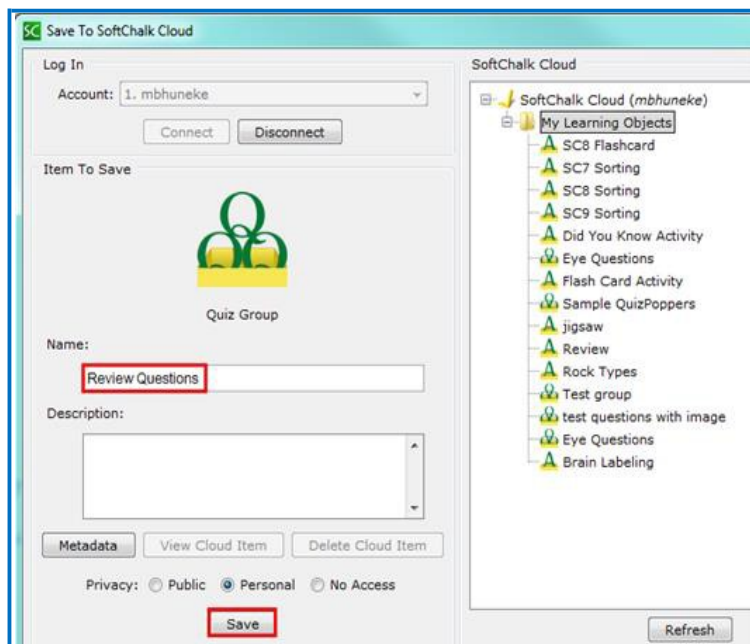 SC Save To SoftChalk Cloud
Log In
Account: 1. mbhuneke
Connect Disconnect
Item To Save
Quiz Group
Name:
Review Questions
Description:
Metadata View Cloud Item Delete Cloud Item
Privacy: Public Personal No Access
Save
SoftChalk Cloud
SoftChalk Cloud (mbhuneke)
My Learning Objects
A SC8 Flashcard
A SC7 Sorting
A SC8 Sorting
A SC9 Sorting
A Did You Know Activity
Eye Questions
A Flash Card Activity
Sample QuizPoppers
A jigsaw
A Review
A Rock Types
Test group
test questions with image
Eye Questions
A Brain Labeling
Refresh